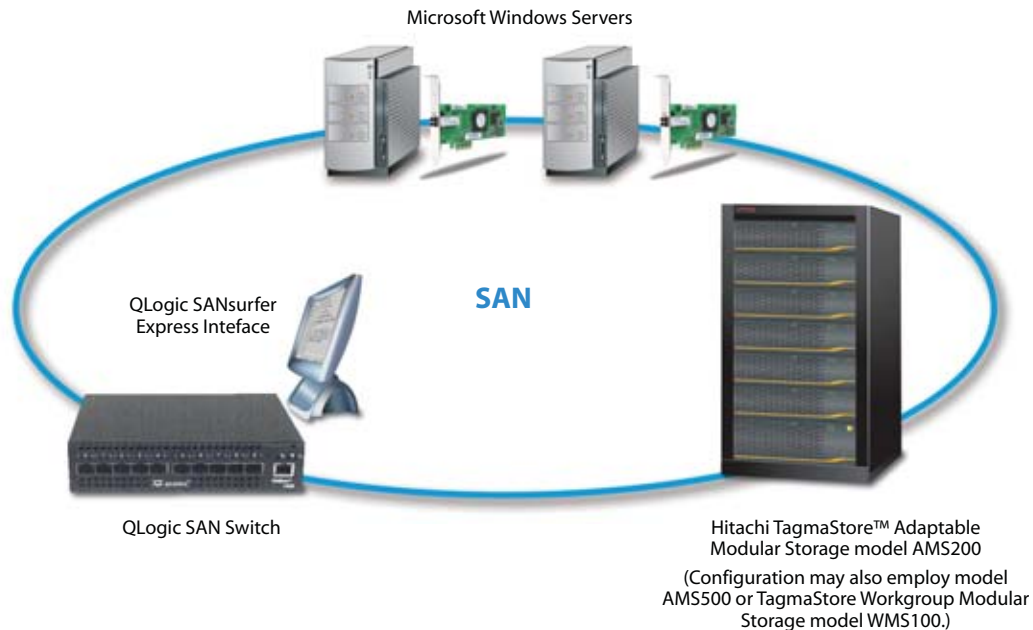 Microsoft Windows Servers
QLogic SANsurfer
Express Inteface
SAN
QLogic SAN Switch
Hitachi TagmaStore™ Adaptable
Modular Storage model AMS200
(Configuration may also employ model
AMS500 or TagmaStore Workgroup Modular
Storage model WMS100.)